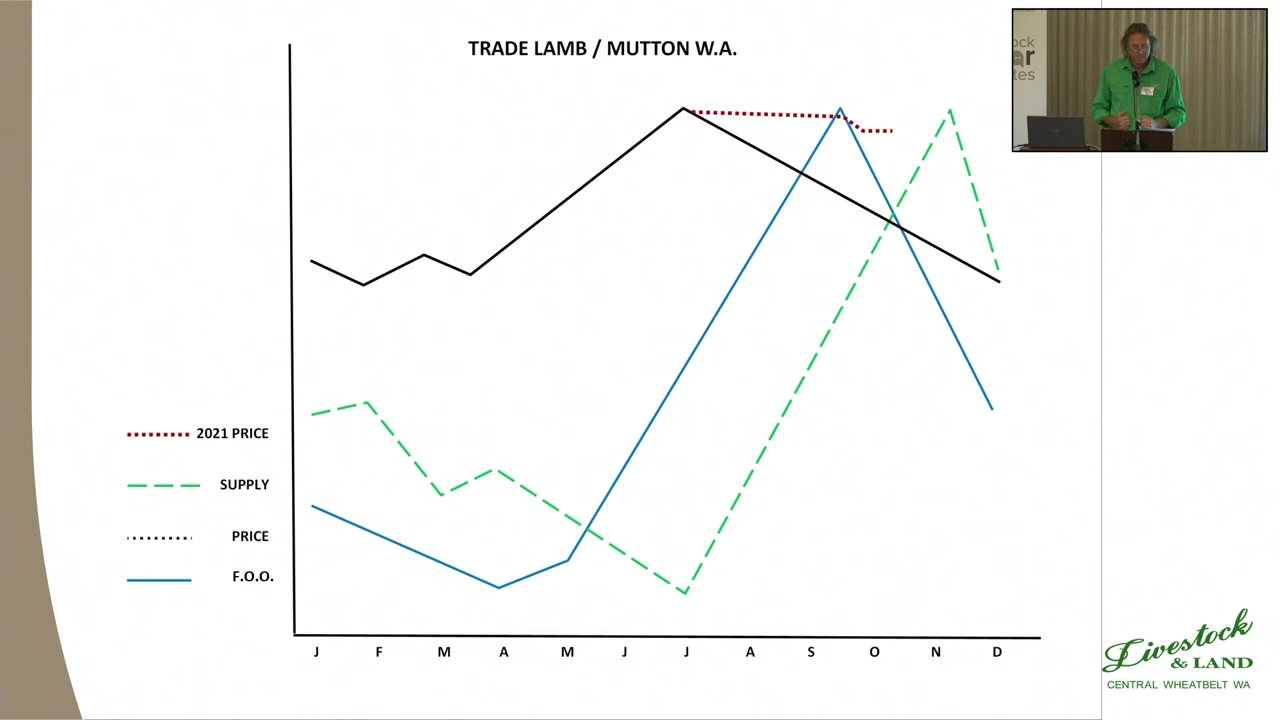 TRADE LAMB / MUTTON W.A.
2021 PRICE
SUPPLY
PRICE
F.O.O.
J F M A M J J A S O N D
Livestock
& LAND
CENTRAL WHEATBELT WA